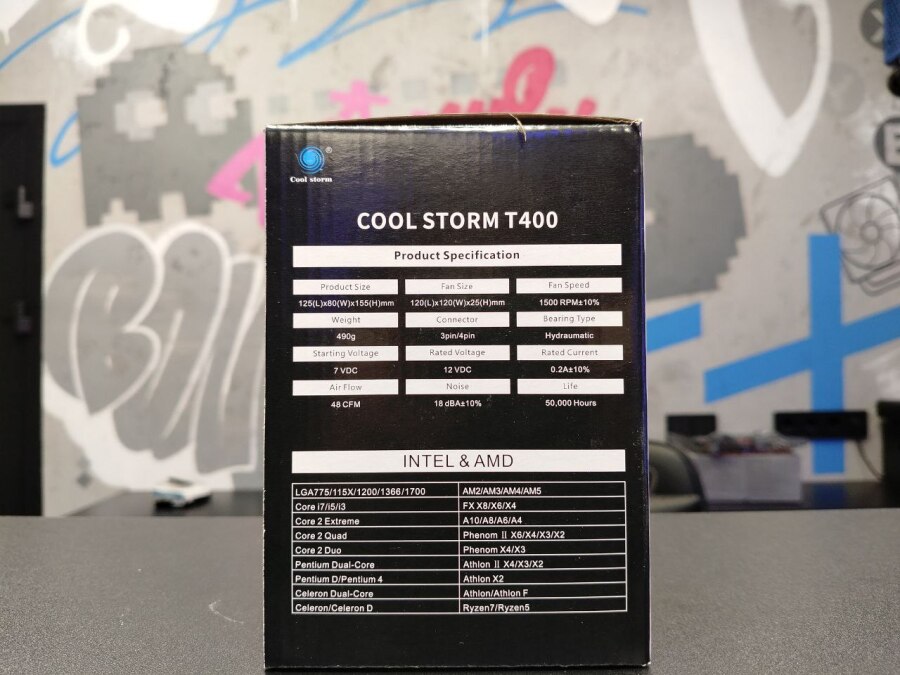 Cool storm®
COOL STORM T400
Product Specification
Product Size Fan Size Fan Speed
125(L)x80(W)x155(H)mm 120(L)x120(W)x25(H)mm 1500 RPM±10%
Weight Connector Bearing Type
490g 3pin/4pin Hydraumatic
Starting Voltage Rated Voltage Rated Current
7 VDC 12 VDC 0.2A±10%
Air Flow Noise Life
48 CFM 18 dBA±10% 50,000 Hours
INTEL & AMD
LGA775/115X/1200/1366/1700 AM2/AM3/AM4/AM5
Core i7/i5/i3 FX X8/X6/X4
Core 2 Extreme A10/A8/A6/A4
Core 2 Quad Phenom Ⅱ X6/X4/X3/X2
Core 2 Duo Phenom X4/X3
Pentium Dual-Core Athlon Ⅱ X4/X3/X2
Pentium D/Pentium 4 Athlon X2
Celeron Dual-Core Athlon/Athlon F
Celeron/Celeron D Ryzen7/Ryzen5